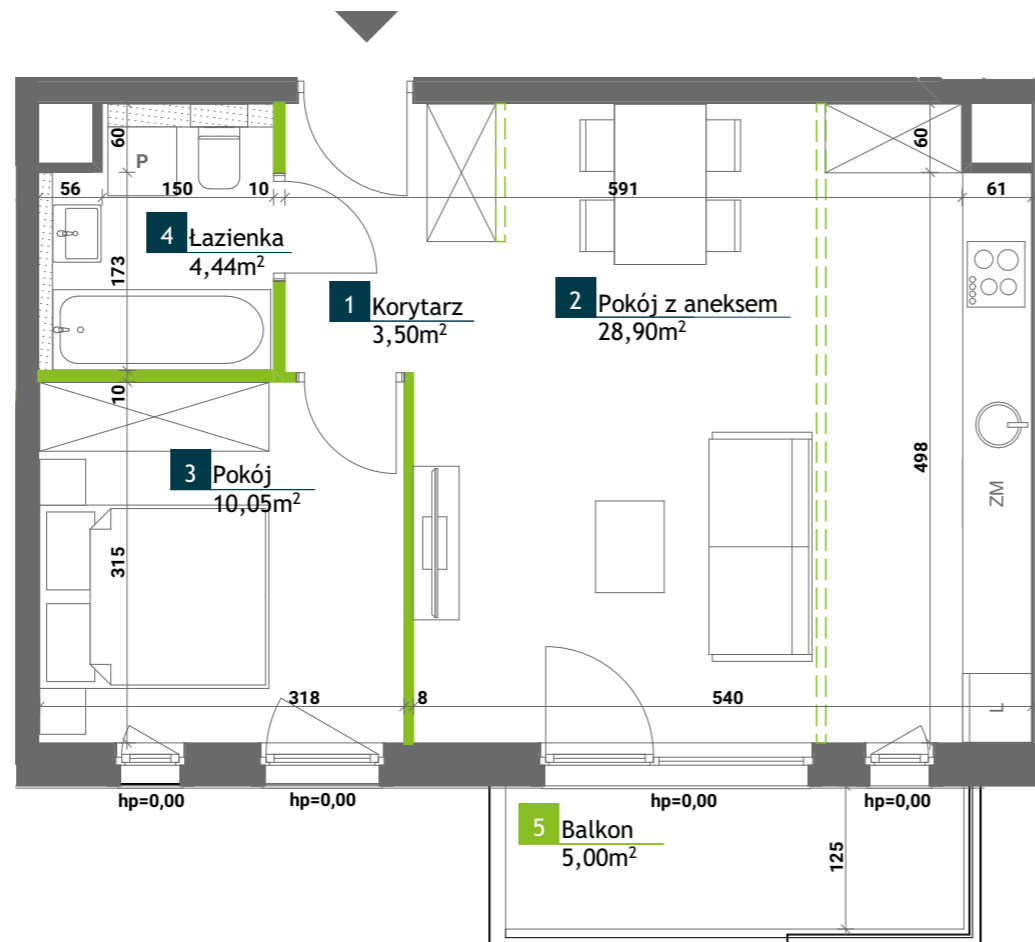 60
P
60
56
150
10
591
61
4 Łazienka
4,44m²
173
1 Korytarz
3,50m²
2 Pokój z aneksem
28,90m²
10
3 Pokój
10,05m²
498
ZM
315
318
8
540
L
hp=0,00
hp=0,00
hp=0,00
hp=0,00
5 Balkon
5,00m²
125